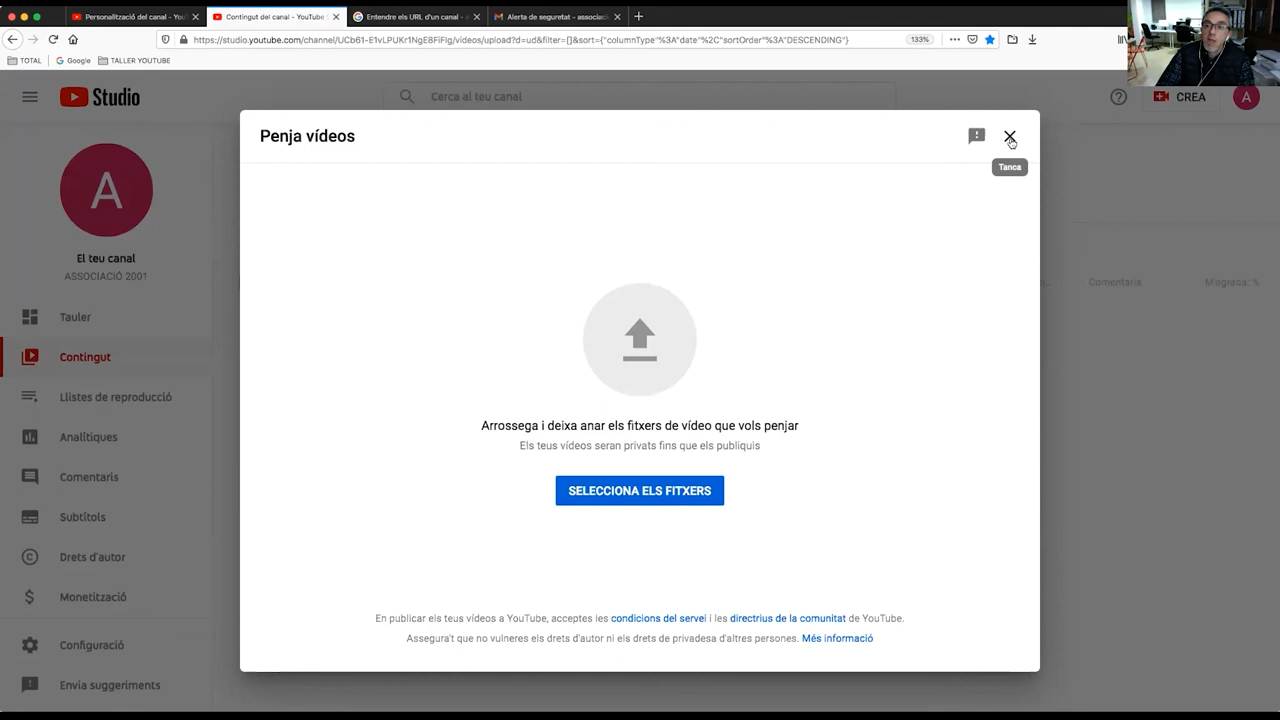 Personalització del canal - You
Contingut del canal - YouTube
Entendre els URL d'un canal - A
Alerta de seguretat - associac
https://studio.youtube.com/channel/UCb61-E1vLPUKr1NgE8FiFlg/videos/upload?d=ud&filter=[]&sort={"columnType"%3A"date"%2C"sortOrder"%3A"DESCENDING"}
133%
TOTAL
Google
TALLER YOUTUBE
Studio
Cerca al teu canal
CREA
A
Penja vídeos
Tanca
A
El teu canal
ASSOCIACIÓ 2001
Comentaris
M'agrada: %
Tauler
Contingut
Llistes de reproducció
Analítiques
Comentaris
Subtítols
Drets d'autor
Monetització
Configuració
Envia suggeriments
Arrossega i deixa anar els fitxers de vídeo que vols penjar
Els teus vídeos seran privats fins que els publiquis
SELECCIONA ELS FITXERS
En publicar els teus vídeos a YouTube, acceptes les condicions del servei i les directrius de la comunitat de YouTube.
Assegura't que no vulneres els drets d'autor ni els drets de privadesa d'altres persones. Més informació